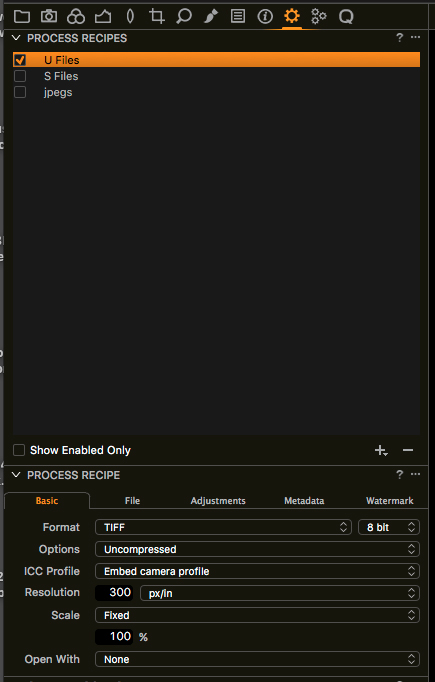 PROCESS RECIPES ? ...
U Files
S Files
jpegs
Show Enabled Only + −
PROCESS RECIPE ? ...
Basic File Adjustments Metadata Watermark
Format TIFF 8 bit
Options Uncompressed
ICC Profile Embed camera profile
Resolution 300 px/in
Scale Fixed
100 %
Open With None